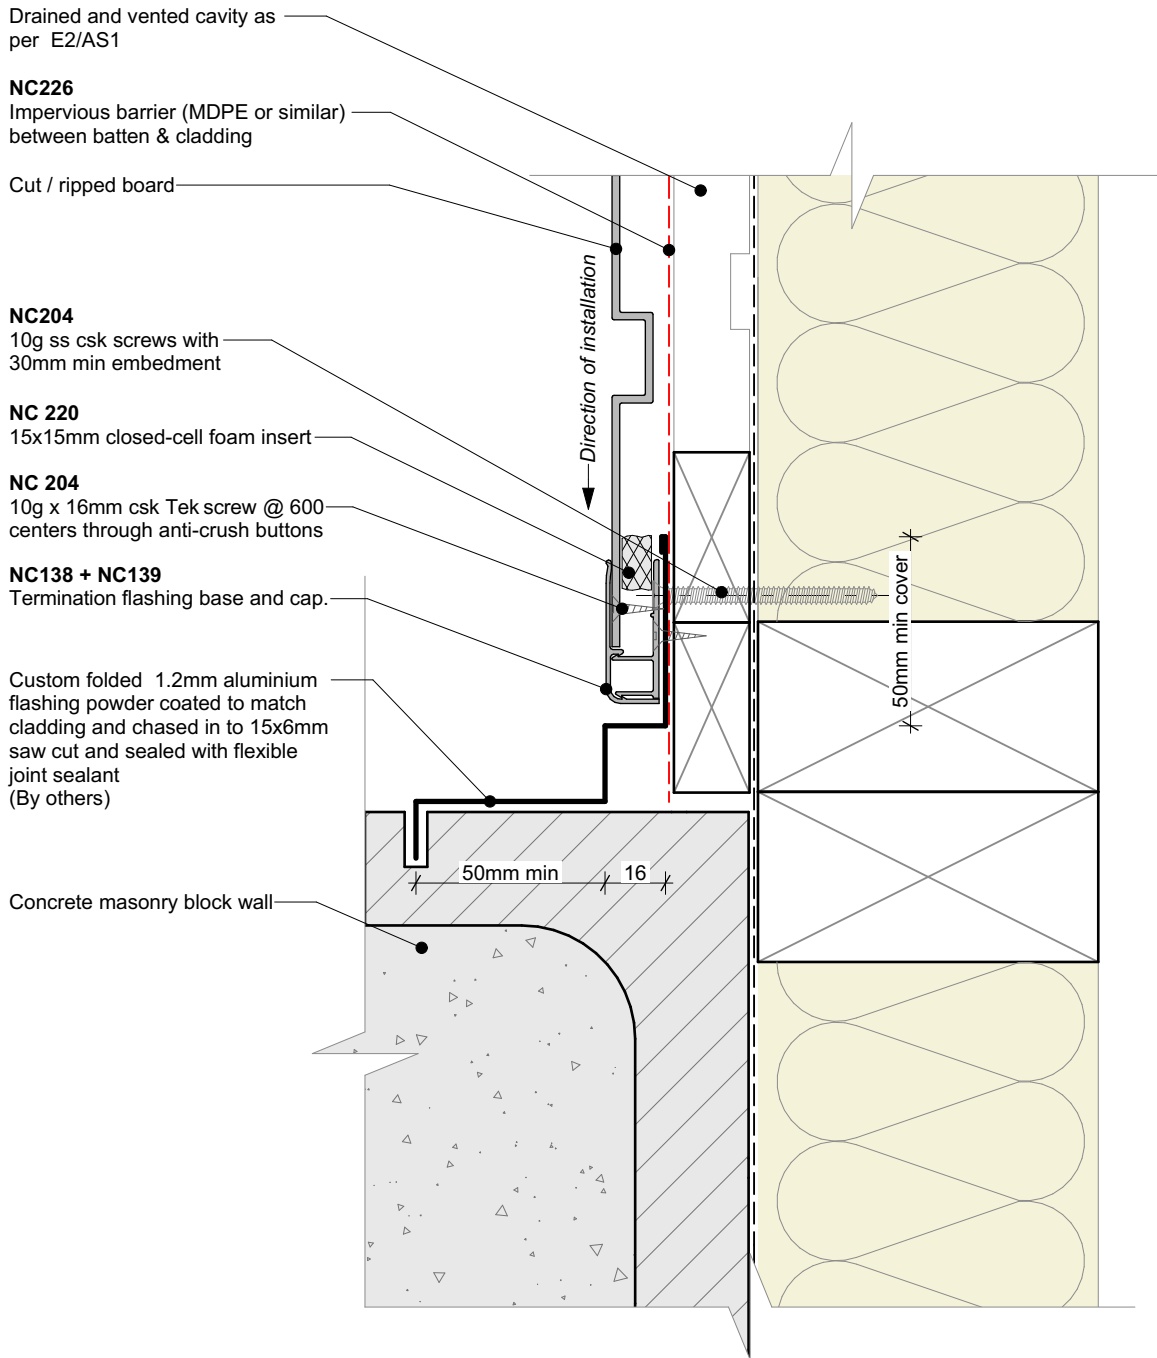 Drained and vented cavity as
per E2/AS1
NC226
Impervious barrier (MDPE or similar)
between batten & cladding
Cut / ripped board
NC204
10g ss csk screws with
30mm min embedment
NC 220
15x15mm closed-cell foam insert
NC 204
10g x 16mm csk Tek screw @ 600
centers through anti-crush buttons
NC138 + NC139
Termination flashing base and cap.
Custom folded 1.2mm aluminium
flashing powder coated to match
cladding and chased in to 15x6mm
saw cut and sealed with flexible
joint sealant
(By others)
Concrete masonry block wall
Direction of installation
50mm min cover
50mm min
16